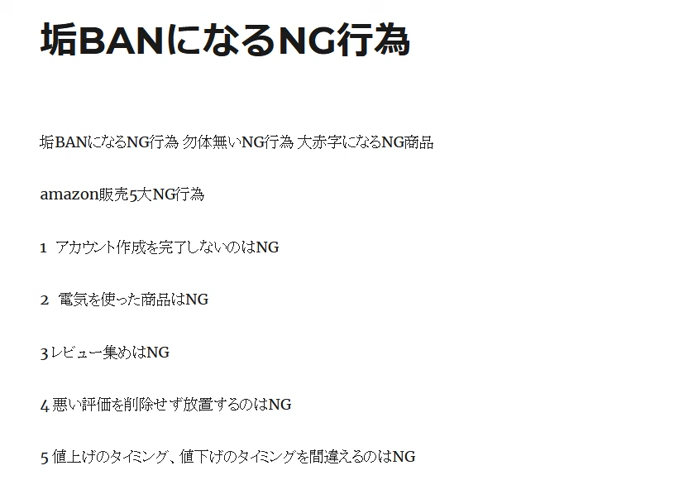 垢BANになるNG行為
垢BANになるNG行為 勿体無いNG行為 大赤字になるNG商品
amazon販売5大NG行為
1 アカウント作成を完了しないのはNG
2 電気を使った商品はNG
3レビュー集めはNG
4 悪い評価を削除せず放置するのはNG
5 値上げのタイミング、値下げのタイミングを間違えるのはNG